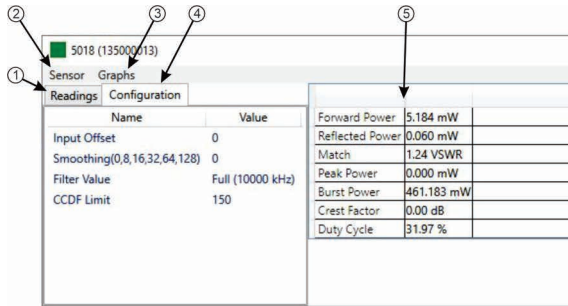 ② ③ ④ ⑤
5018 (135000013)
① Sensor Graphs
Readings Configuration
Name Value
Input Offset 0
Smoothing(0,8,16,32,64,128) 0
Filter Value Full (10000 kHz)
CCDF Limit 150
Forward Power 5.184 mW
Reflected Power 0.060 mW
Match 1.24 VSWR
Peak Power 0.000 mW
Burst Power 461.183 mW
Crest Factor 0.00 dB
Duty Cycle 31.97 %